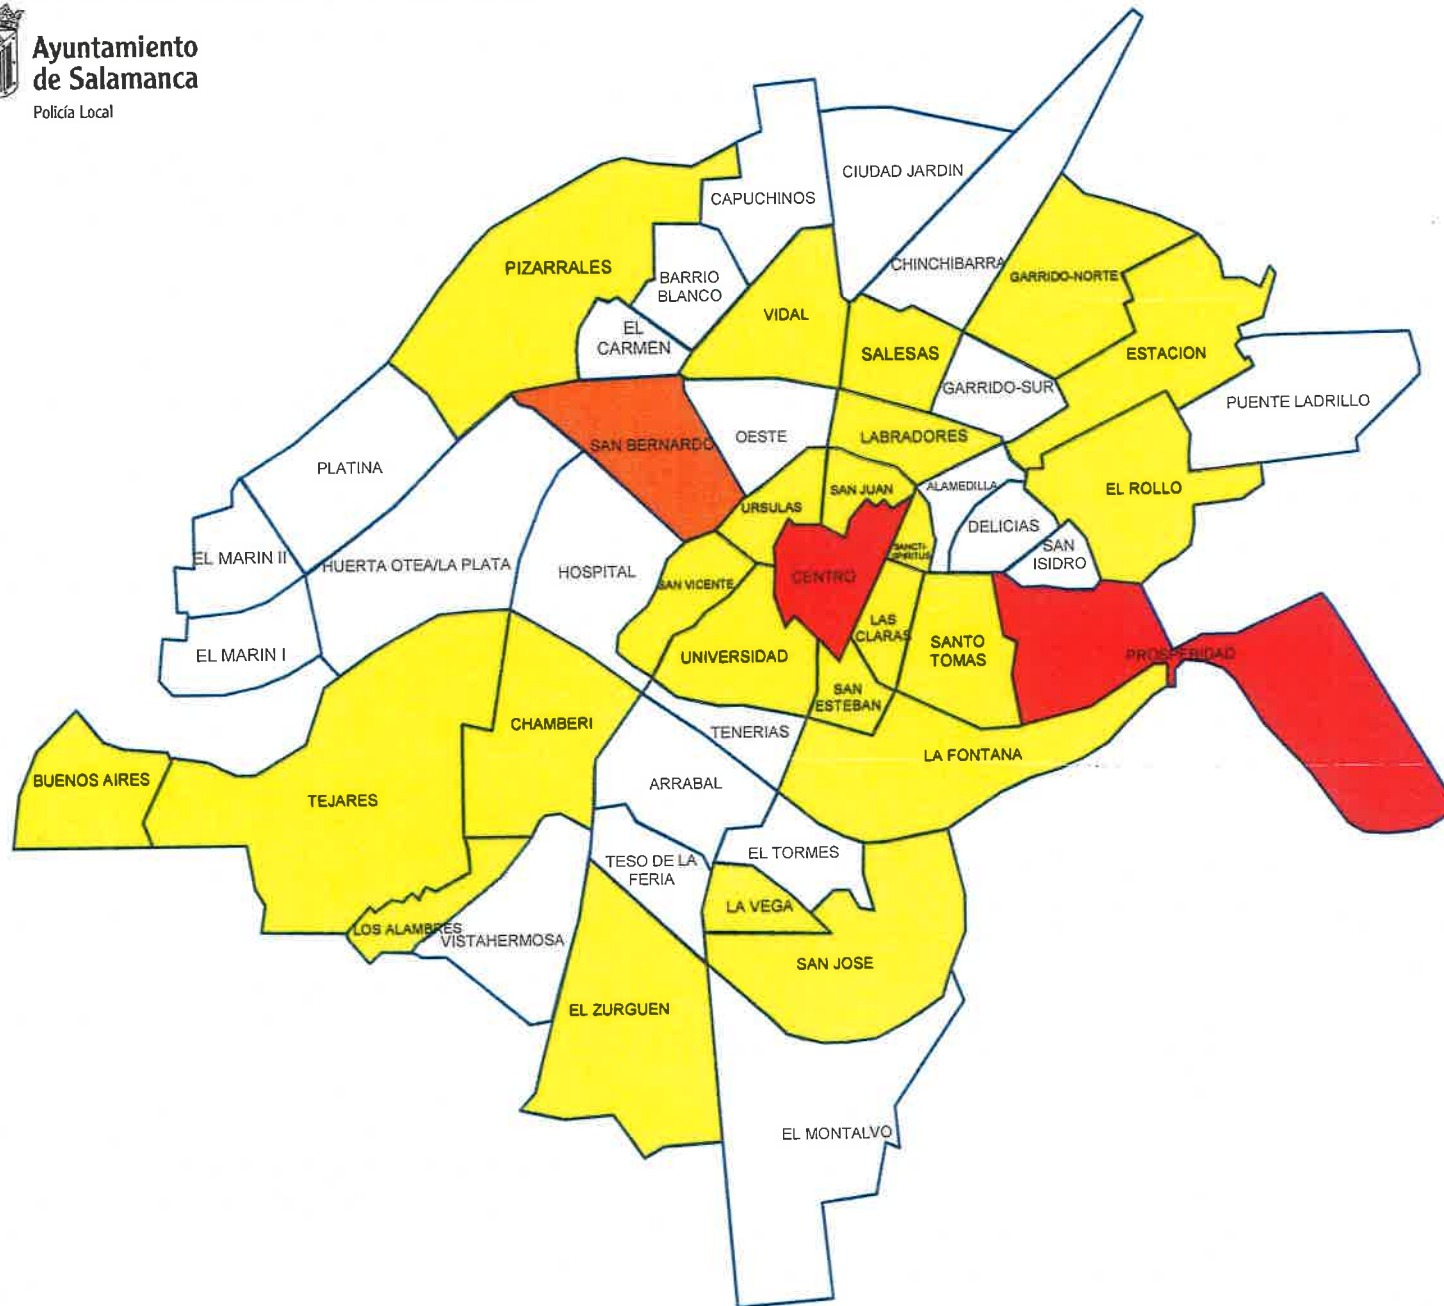 Ayuntamiento
de Salamanca
Policía Local
CIUDAD JARDIN
CAPUCHINOS
CHINCHIBARRA
PIZARRALES
BARRIO
BLANCO
GARRIDO-NORTE
VIDAL
EL
CARMEN
SALESAS
ESTACION
GARRIDO-SUR
PUENTE LADRILLO
SAN BERNARDO
OESTE
LABRADORES
PLATINA
SAN JUAN
ALAMEDILLA
EL ROLLO
URSULAS
DELICIAS
EL MARIN II
HUERTA OTEA/LA PLATA
HOSPITAL
SANCTI-
SPIRITUS
SAN
ISIDRO
SAN VICENTE
CENTRO
EL MARIN I
UNIVERSIDAD
LAS
CLARAS
SANTO
TOMAS
PROSPERIDAD
SAN
ESTEBAN
CHAMBERI
TENERIAS
LA FONTANA
BUENOS AIRES
TEJARES
ARRABAL
TESO DE LA
FERIA
EL TORMES
LA VEGA
LOS ALAMBRES
VISTAHERMOSA
SAN JOSE
EL ZURGUEN
EL MONTALVO